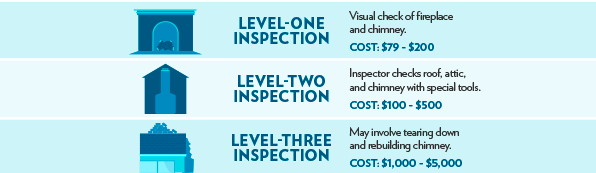 LEVEL-ONE
INSPECTION
Visual check of fireplace
and chimney.
COST: $79 - $200
LEVEL-TWO
INSPECTION
Inspector checks roof, attic,
and chimney with special tools.
COST: $100 - $500
LEVEL-THREE
INSPECTION
May involve tearing down
and rebuilding chimney.
COST: $1,000 - $5,000